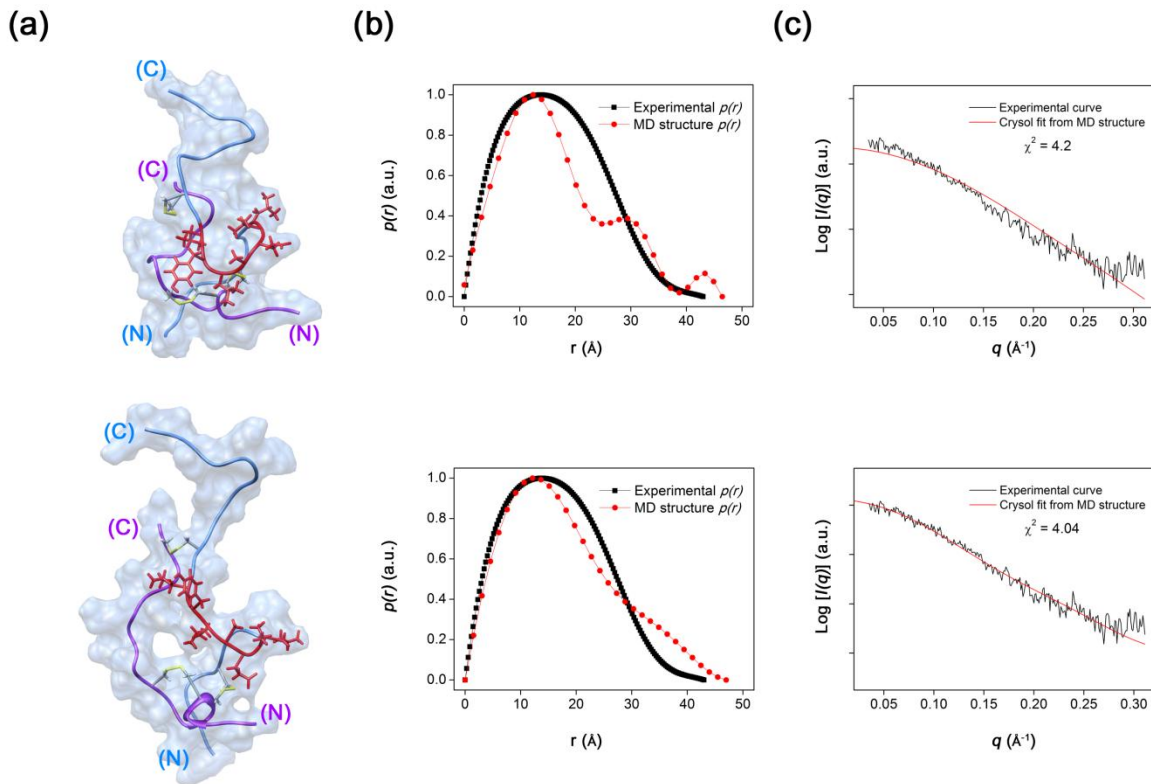 (a)
(b)
(c)
(C)
(C)
(N)
(N)
1.0
0.8
0.6
0.4
0.2
0.0
p(r) (a.u.)
Experimental p(r)
MD structure p(r)
0 10 20 30 40 50
r (Å)
Log [I(q)] (a.u.)
Experimental curve
Crysol fit from MD structure
χ² = 4.2
0.05 0.10 0.15 0.20 0.25 0.30
q (Å⁻¹)
(C)
(C)
(N)
(N)
1.0
0.8
0.6
0.4
0.2
0.0
p(r) (a.u.)
Experimental p(r)
MD structure p(r)
0 10 20 30 40 50
r (Å)
Log [I(q)] (a.u.)
Experimental curve
Crysol fit from MD structure
χ² = 4.04
0.05 0.10 0.15 0.20 0.25 0.30
q (Å⁻¹)